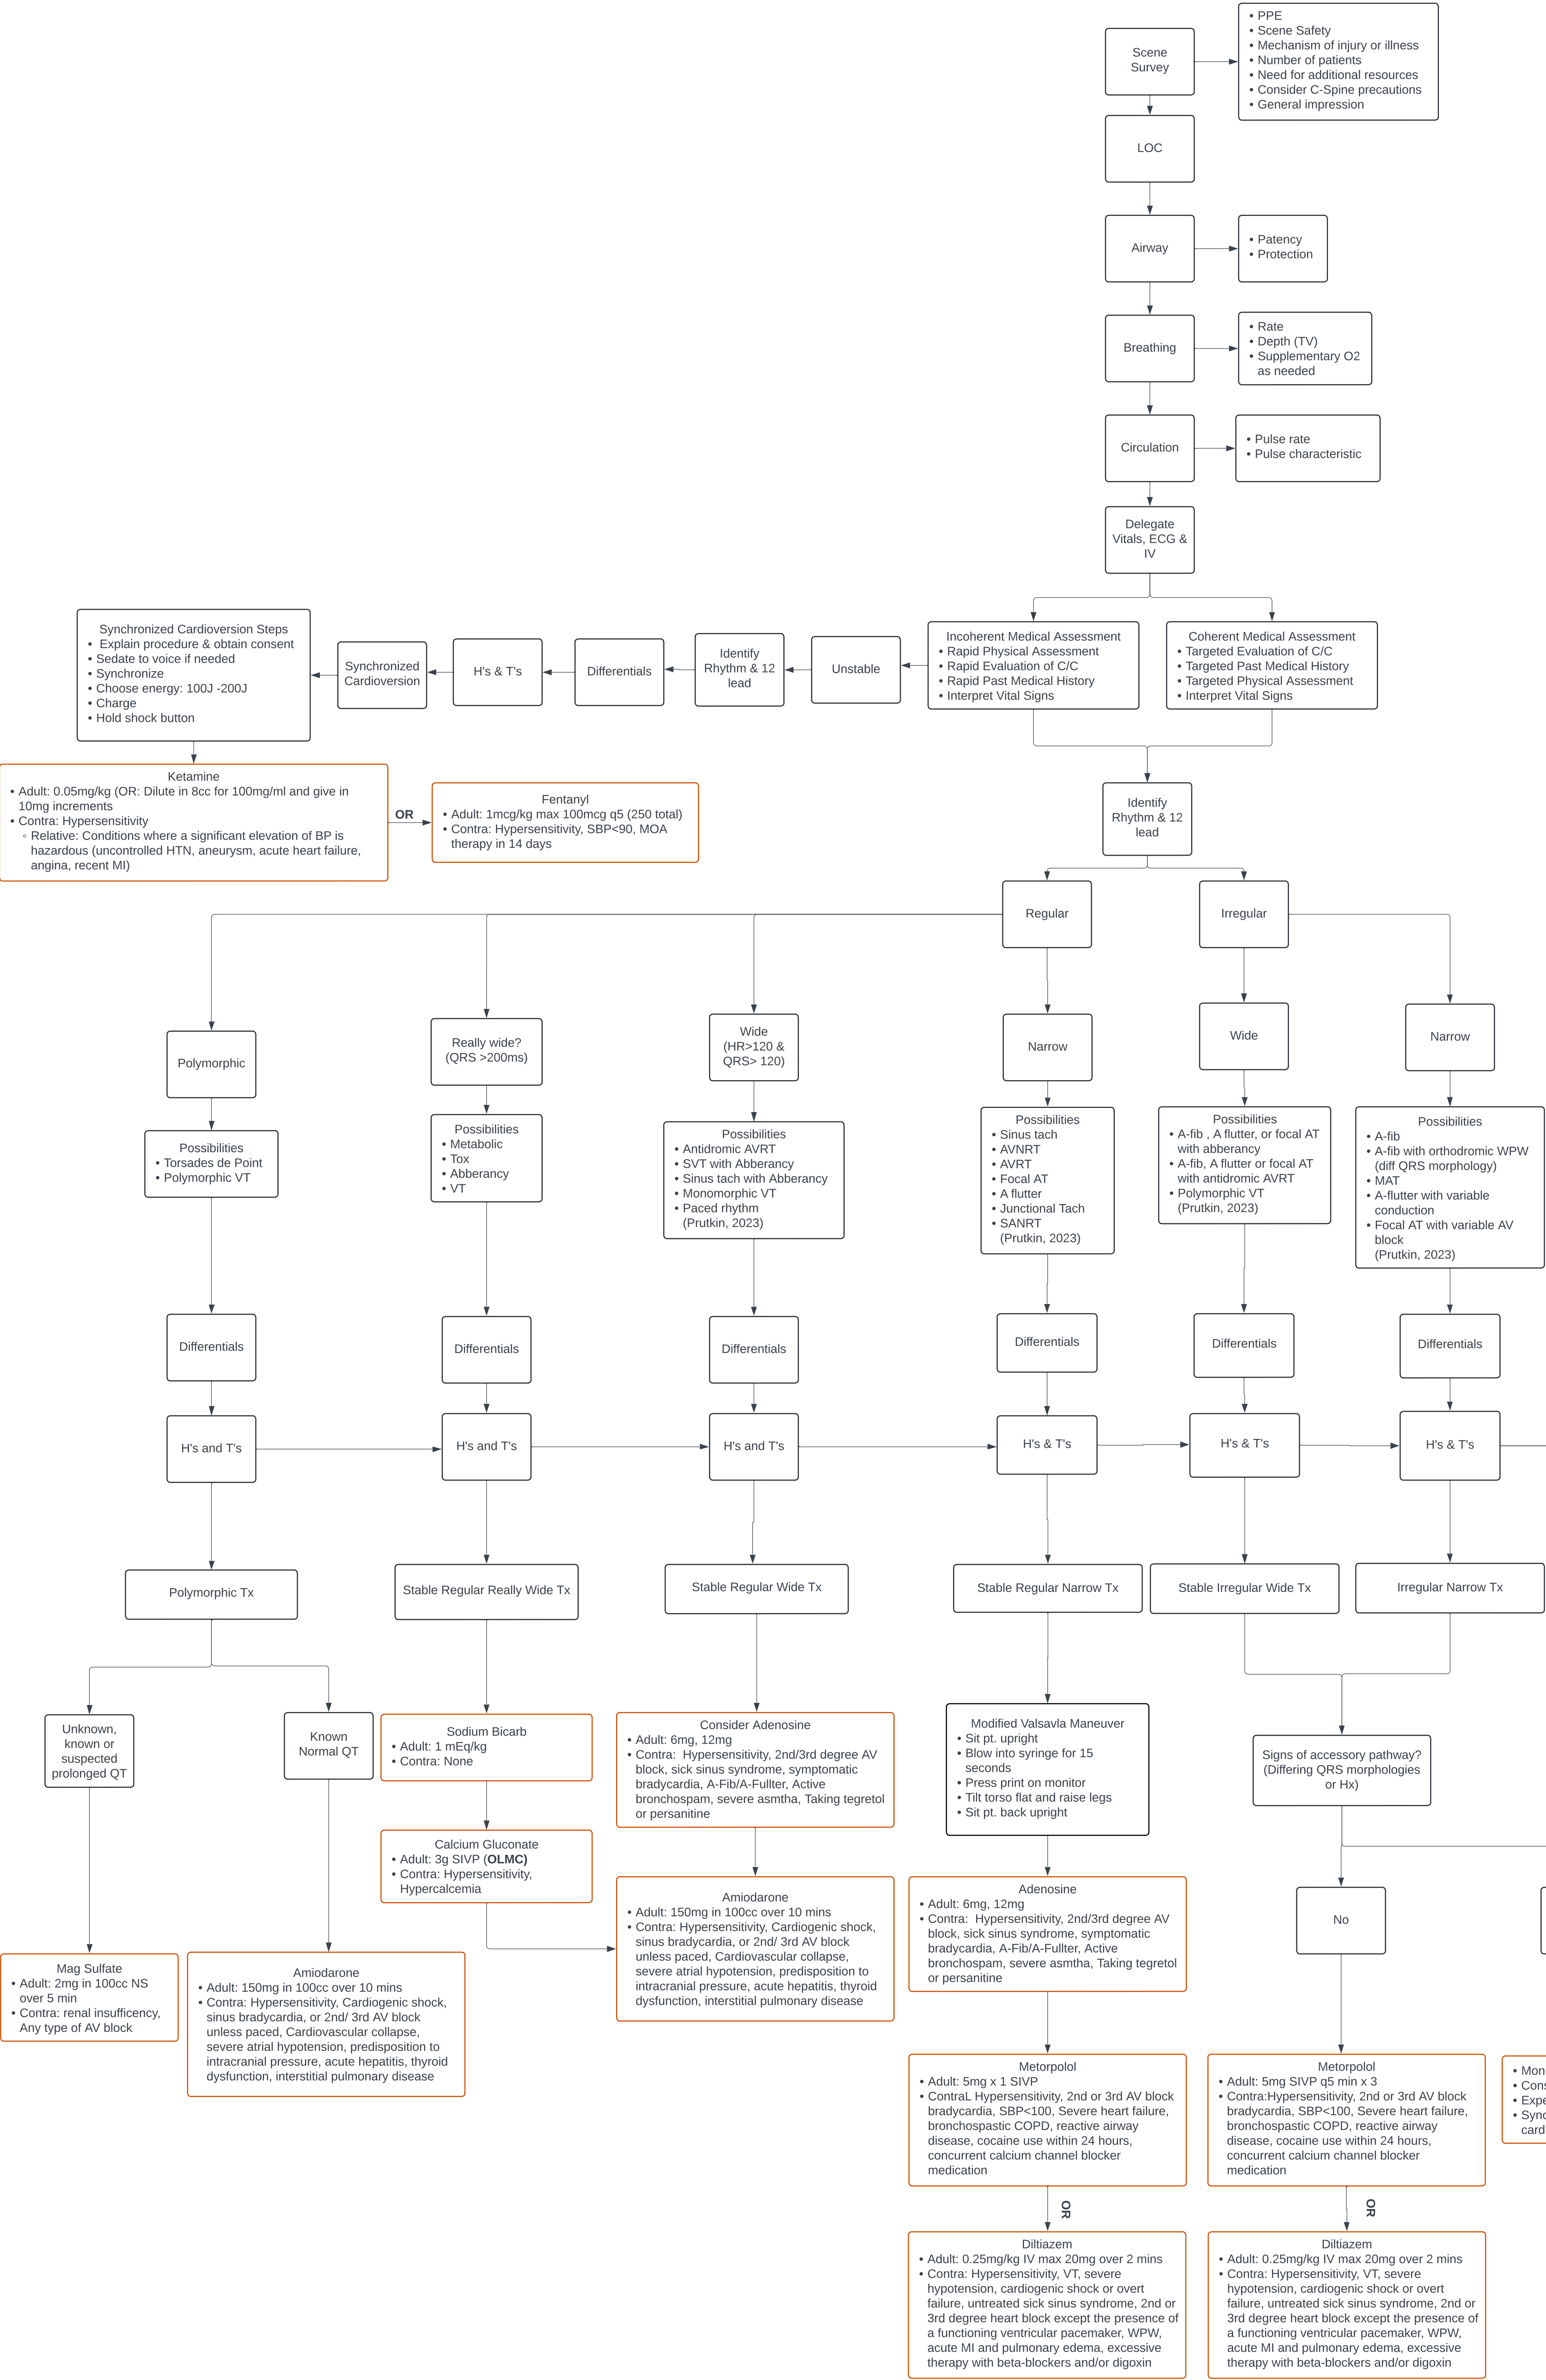 Scene
Survey
• PPE
• Scene Safety
• Mechanism of injury or illness
• Number of patients
• Need for additional resources
• Consider C-Spine precautions
• General impression
LOC
Airway
• Patency
• Protection
Breathing
• Rate
• Depth (TV)
• Supplementary O2
as needed
Circulation
• Pulse rate
• Pulse characteristic
Delegate
Vitals, ECG &
IV
Synchronized Cardioversion Steps
• Explain procedure & obtain consent
• Sedate to voice if needed
• Synchronize
• Choose energy: 100J -200J
• Charge
• Hold shock button
Synchronized
Cardioversion
H's & T's
Differentials
Identify
Rhythm & 12
lead
Unstable
Incoherent Medical Assessment
• Rapid Physical Assessment
• Rapid Evaluation of C/C
• Rapid Past Medical History
• Interpret Vital Signs
Coherent Medical Assessment
• Targeted Evaluation of C/C
• Targeted Past Medical History
• Targeted Physical Assessment
• Interpret Vital Signs
Ketamine
• Adult: 0.05mg/kg (OR: Dilute in 8cc for 100mg/ml and give in
10mg increments
• Contra: Hypersensitivity
◦ Relative: Conditions where a significant elevation of BP is
hazardous (uncontrolled HTN, aneurysm, acute heart failure,
angina, recent MI)
OR
Fentanyl
• Adult: 1mcg/kg max 100mcg q5 (250 total)
• Contra: Hypersensitivity, SBP<90, MOA
therapy in 14 days
Identify
Rhythm & 12
lead
Regular
Irregular
Polymorphic
Really wide?
(QRS >200ms)
Wide
(HR>120 &
QRS> 120)
Narrow
Wide
Narrow
Possibilities
• Torsades de Point
• Polymorphic VT
Possibilities
• Metabolic
• Tox
• Abberancy
• VT
Possibilities
• Antidromic AVRT
• SVT with Abberancy
• Sinus tach with Abberancy
• Monomorphic VT
• Paced rhythm
(Prutkin, 2023)
Possibilities
• Sinus tach
• AVNRT
• AVRT
• Focal AT
• A flutter
• Junctional Tach
• SANRT
(Prutkin, 2023)
Possibilities
• A-fib , A flutter, or focal AT
with abberancy
• A-fib, A flutter or focal AT
with antidromic AVRT
• Polymorphic VT
(Prutkin, 2023)
Possibilities
• A-fib
• A-fib with orthodromic WPW
(diff QRS morphology)
• MAT
• A-flutter with variable
conduction
• Focal AT with variable AV
block
(Prutkin, 2023)
Differentials
Differentials
Differentials
Differentials
Differentials
Differentials
H's and T's
H's and T's
H's and T's
H's & T's
H's & T's
H's & T's
Polymorphic Tx
Stable Regular Really Wide Tx
Stable Regular Wide Tx
Stable Regular Narrow Tx
Stable Irregular Wide Tx
Irregular Narrow Tx
Unknown,
known or
suspected
prolonged QT
Known
Normal QT
Sodium Bicarb
• Adult: 1 mEq/kg
• Contra: None
Consider Adenosine
• Adult: 6mg, 12mg
• Contra: Hypersensitivity, 2nd/3rd degree AV
block, sick sinus syndrome, symptomatic
bradycardia, A-Fib/A-Fullter, Active
bronchospam, severe asmtha, Taking tegretol
or persanitine
Modified Valsavla Maneuver
• Sit pt. upright
• Blow into syringe for 15
seconds
• Press print on monitor
• Tilt torso flat and raise legs
• Sit pt. back upright
Signs of accessory pathway?
(Differing QRS morphologies
or Hx)
Calcium Gluconate
• Adult: 3g SIVP (OLMC)
• Contra: Hypersensitivity,
Hypercalcemia
Amiodarone
• Adult: 150mg in 100cc over 10 mins
• Contra: Hypersensitivity, Cardiogenic shock,
sinus bradycardia, or 2nd/ 3rd AV block
unless paced, Cardiovascular collapse,
severe atrial hypotension, predisposition to
intracranial pressure, acute hepatitis, thyroid
dysfunction, interstitial pulmonary disease
Adenosine
• Adult: 6mg, 12mg
• Contra: Hypersensitivity, 2nd/3rd degree AV
block, sick sinus syndrome, symptomatic
bradycardia, A-Fib/A-Fullter, Active
bronchospam, severe asmtha, Taking tegretol
or persanitine
No
Mag Sulfate
• Adult: 2mg in 100cc NS
over 5 min
• Contra: renal insufficency,
Any type of AV block
Amiodarone
• Adult: 150mg in 100cc over 10 mins
• Contra: Hypersensitivity, Cardiogenic shock,
sinus bradycardia, or 2nd/ 3rd AV block
unless paced, Cardiovascular collapse,
severe atrial hypotension, predisposition to
intracranial pressure, acute hepatitis, thyroid
dysfunction, interstitial pulmonary disease
Metorpolol
• Adult: 5mg x 1 SIVP
• ContraL Hypersensitivity, 2nd or 3rd AV block
bradycardia, SBP<100, Severe heart failure,
bronchospastic COPD, reactive airway
disease, cocaine use within 24 hours,
concurrent calcium channel blocker
medication
Metorpolol
• Adult: 5mg SIVP q5 min x 3
• Contra:Hypersensitivity, 2nd or 3rd AV block
bradycardia, SBP<100, Severe heart failure,
bronchospastic COPD, reactive airway
disease, cocaine use within 24 hours,
concurrent calcium channel blocker
medication
• Mon
• Cons
• Expe
• Sync
card
OR
OR
Diltiazem
• Adult: 0.25mg/kg IV max 20mg over 2 mins
• Contra: Hypersensitivity, VT, severe
hypotension, cardiogenic shock or overt
failure, untreated sick sinus syndrome, 2nd or
3rd degree heart block except the presence of
a functioning ventricular pacemaker, WPW,
acute MI and pulmonary edema, excessive
therapy with beta-blockers and/or digoxin
Diltiazem
• Adult: 0.25mg/kg IV max 20mg over 2 mins
• Contra: Hypersensitivity, VT, severe
hypotension, cardiogenic shock or overt
failure, untreated sick sinus syndrome, 2nd or
3rd degree heart block except the presence of
a functioning ventricular pacemaker, WPW,
acute MI and pulmonary edema, excessive
therapy with beta-blockers and/or digoxin